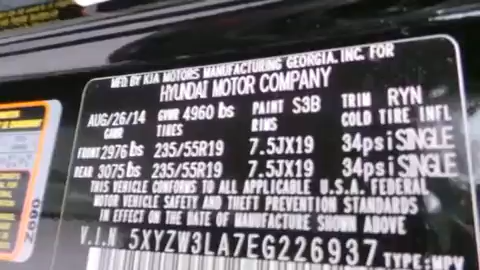 MFD BY KIA MOTORS MANUFACTURING GEORGIA, INC. FOR
HYUNDAI MOTOR COMPANY
AUG/26/14 GVWR 4960 lbs PAINT S3B TRIM RYN
GAWR TIRES RIMS COLD TIRE INFL
FRONT 2976 lbs 235/55R19 7.5JX19 34psi SINGLE
REAR 3075 lbs 235/55R19 7.5JX19 34psi SINGLE
THIS VEHICLE CONFORMS TO ALL APPLICABLE U.S.A. FEDERAL
MOTOR VEHICLE SAFETY AND THEFT PREVENTION STANDARDS
IN EFFECT ON THE DATE OF MANUFACTURE SHOWN ABOVE
V.I.N. 5XYZW3LA7EG226937
TYPE:MPV